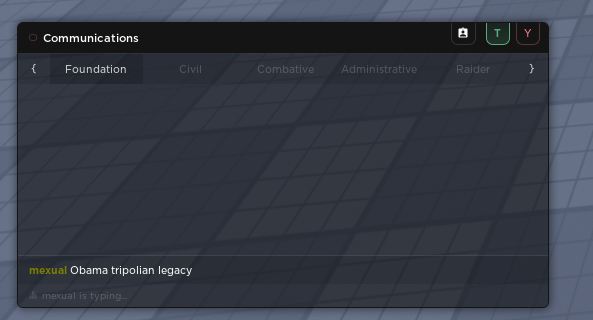 Communications
T
Y
{
Foundation
Civil
Combative
Administrative
Raider
}
mexual Obama tripolian legacy
mexual is typing...